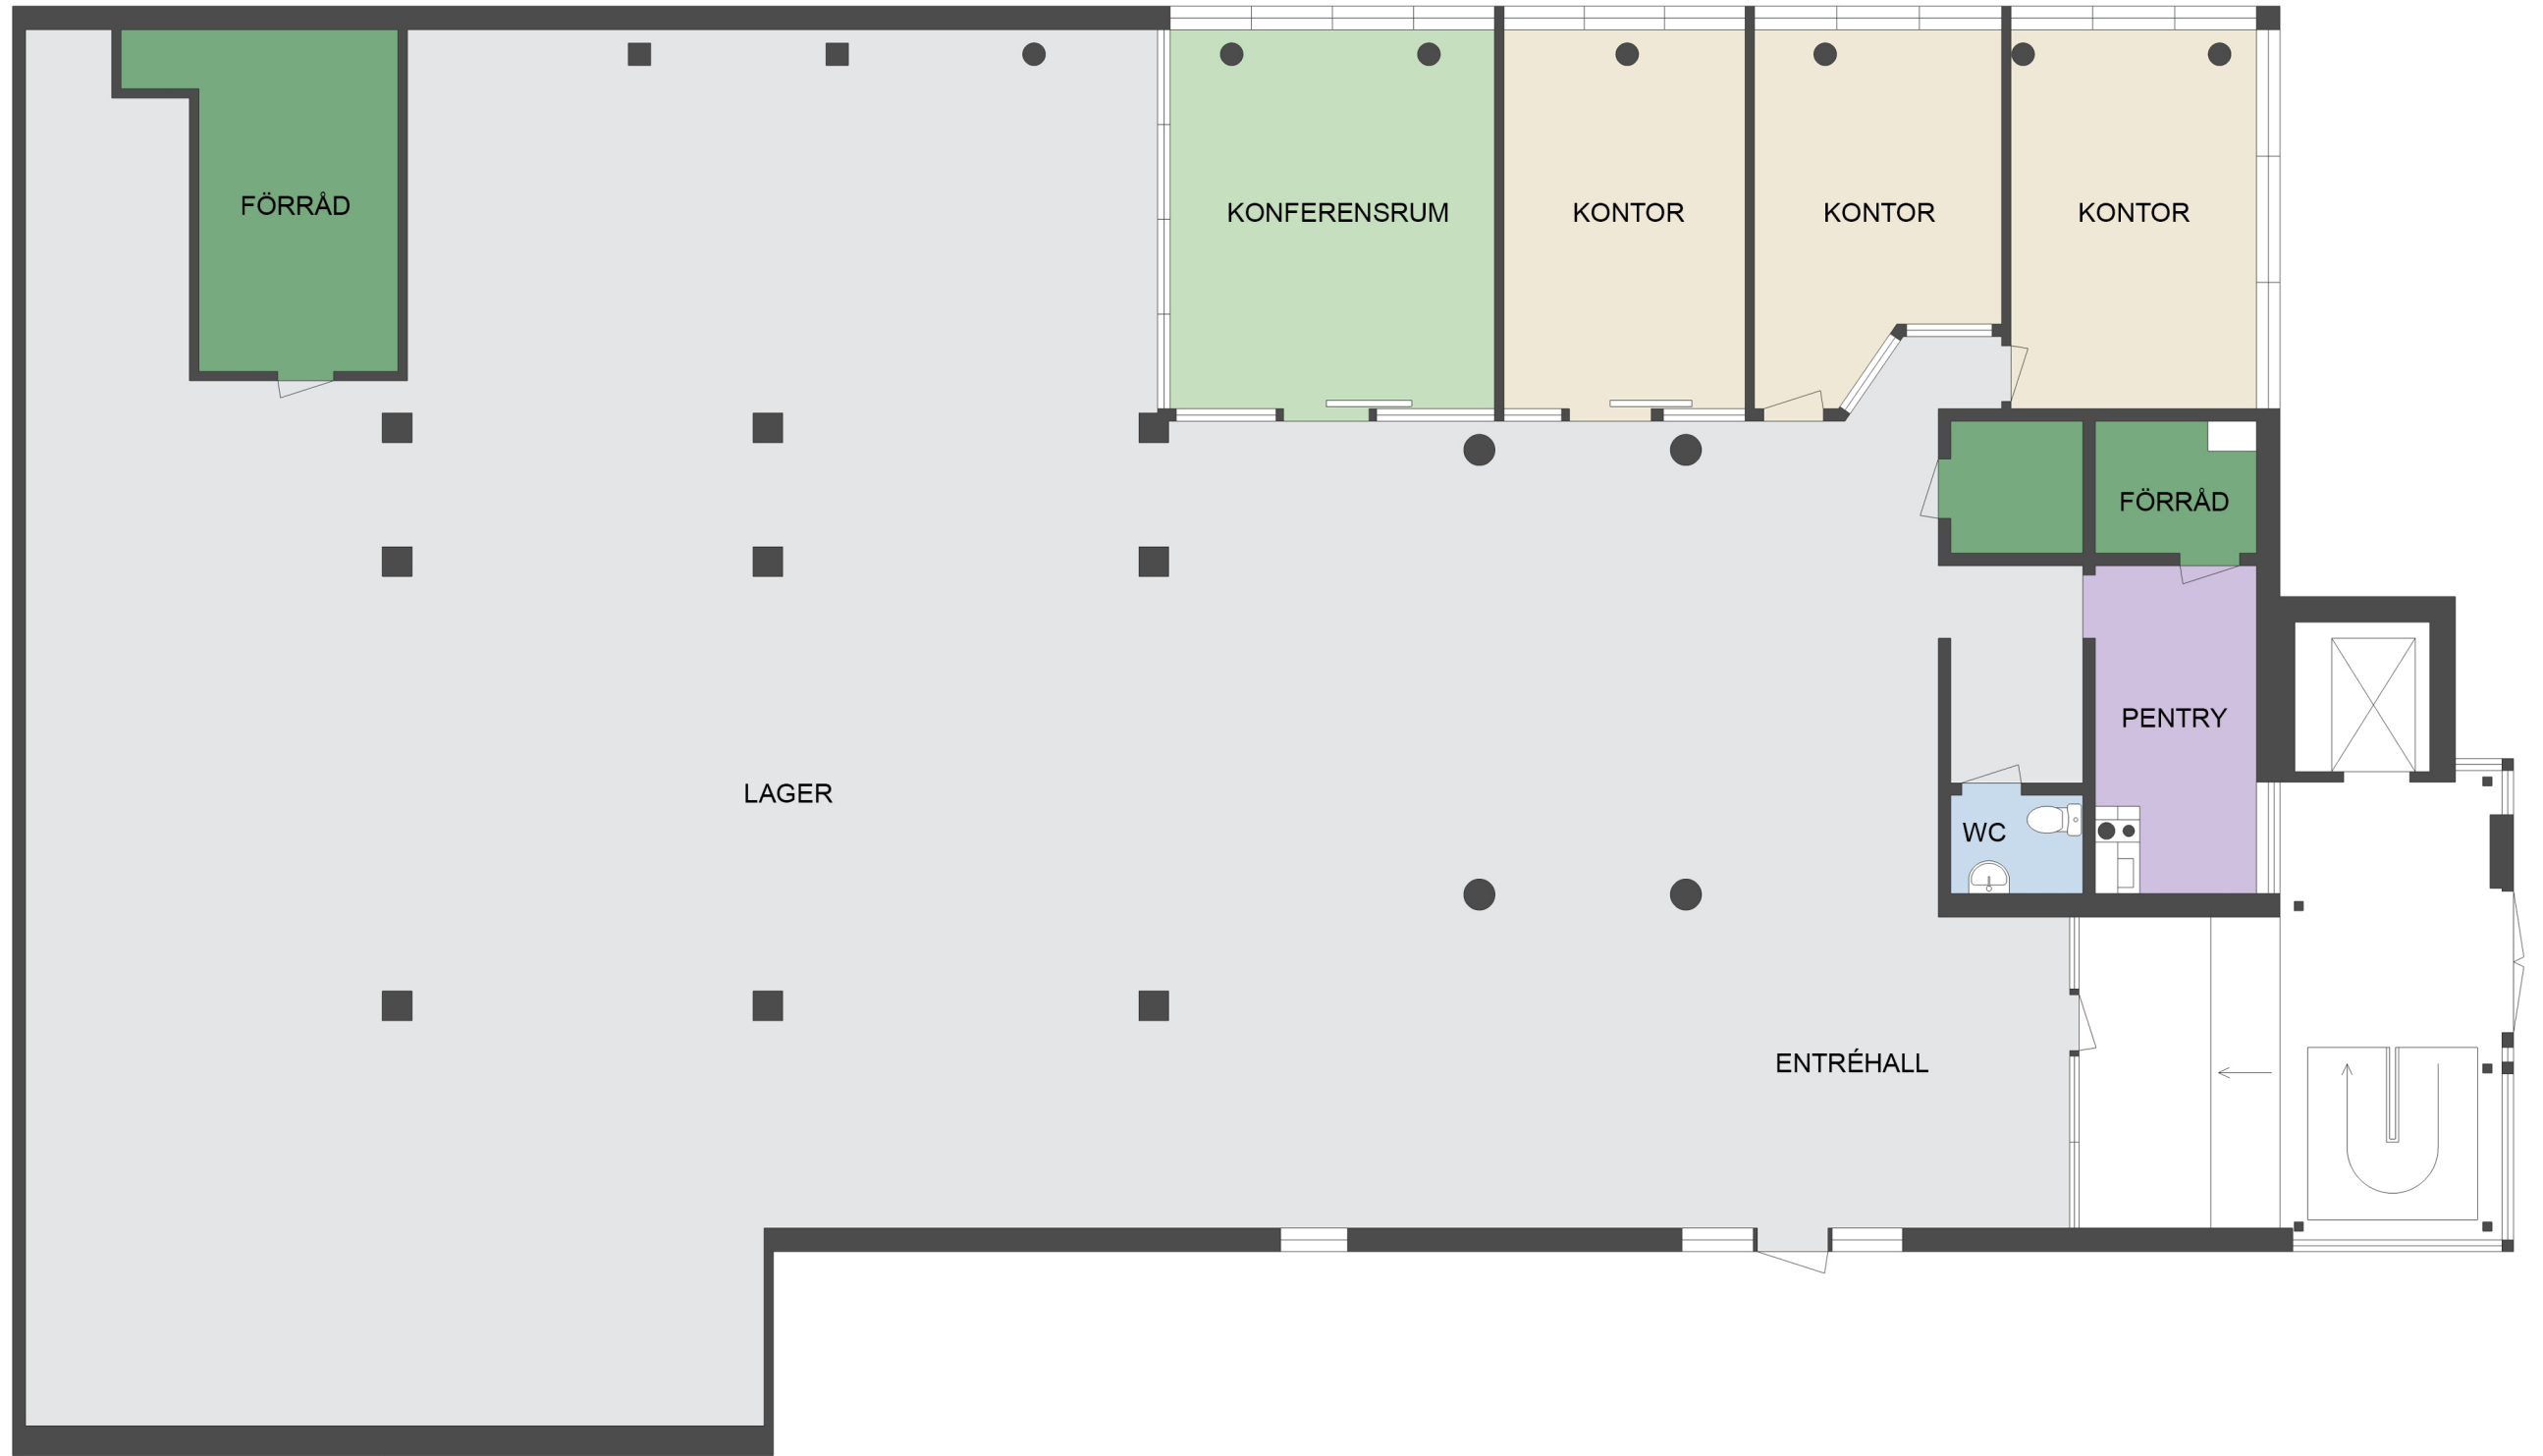 FÖRRÅD
KONFERENSRUM
KONTOR
KONTOR
KONTOR
FÖRRÅD
PENTRY
LAGER
WC
ENTRÉHALL